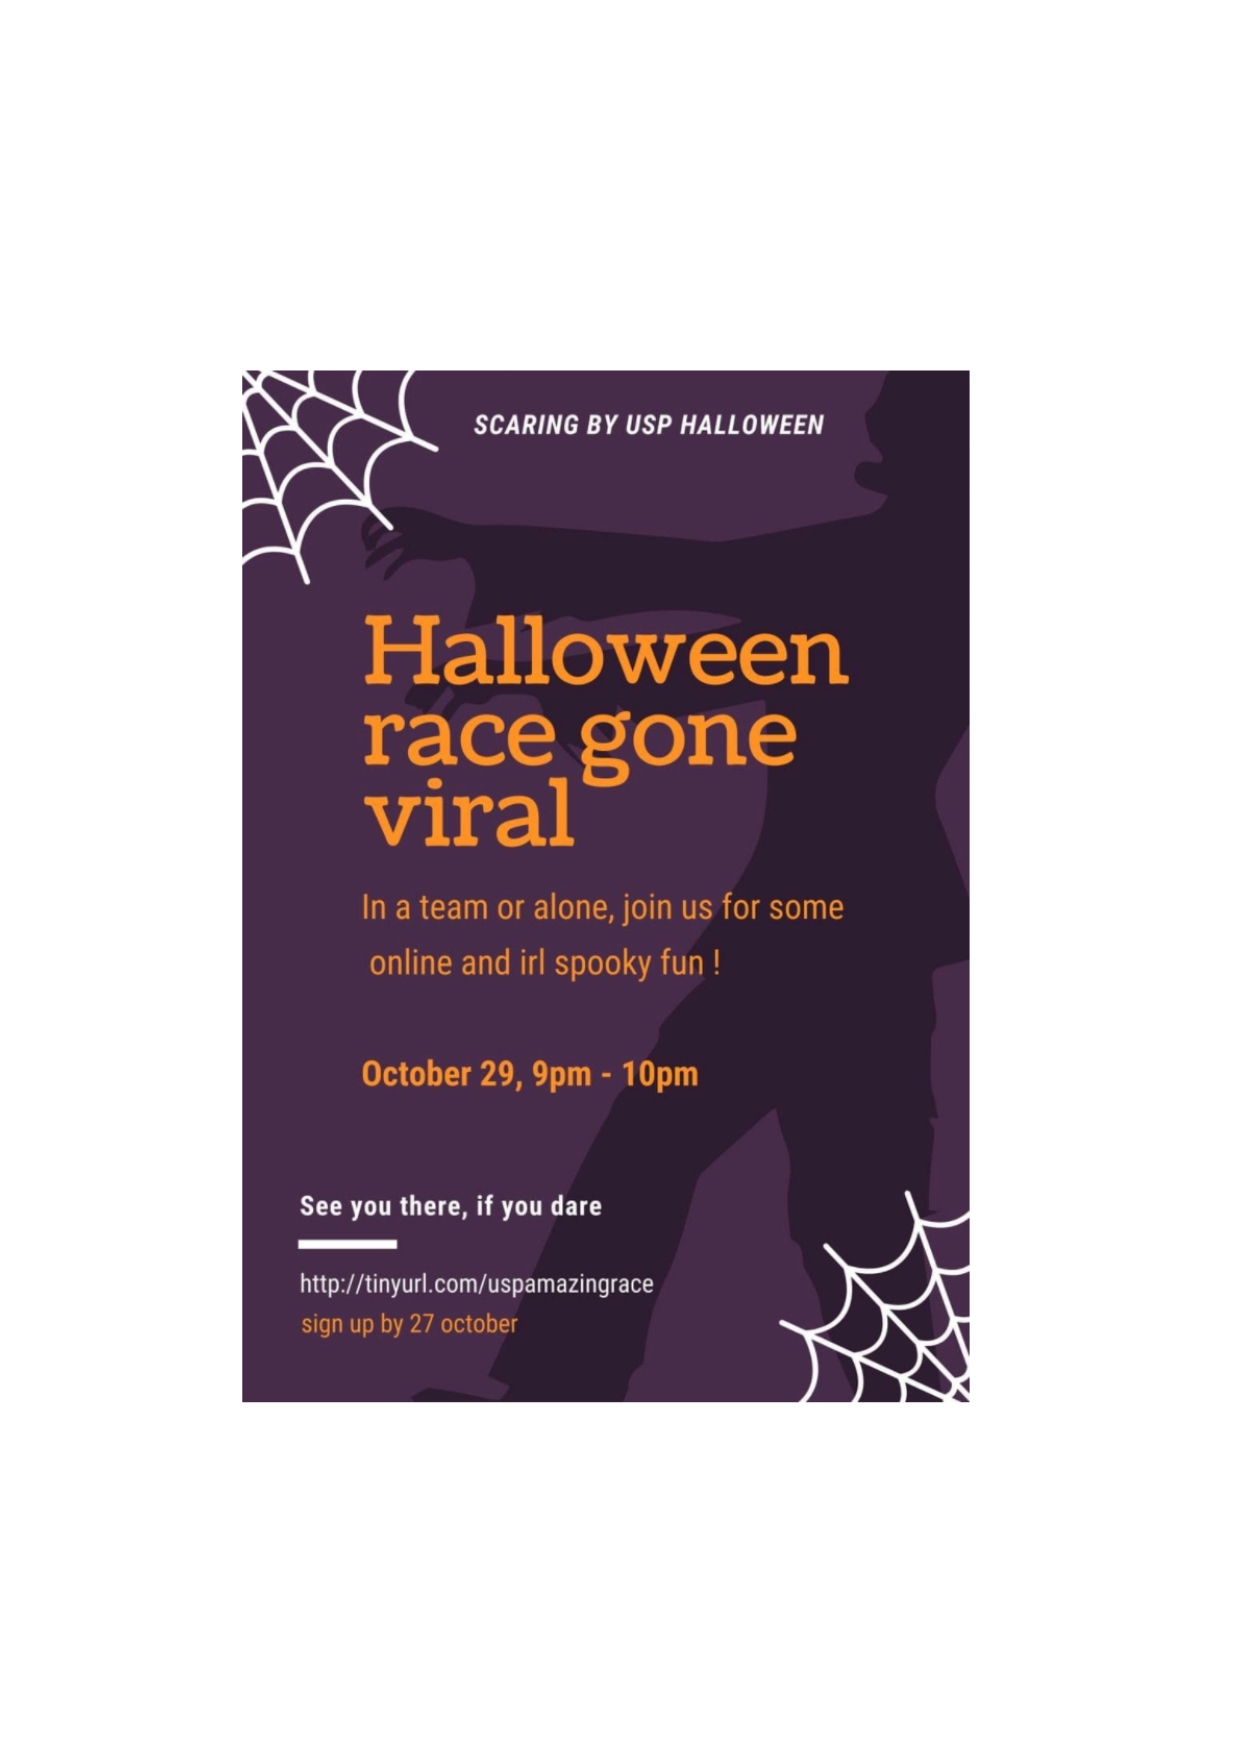 SCARING BY USP HALLOWEEN
Halloween
race gone
viral
In a team or alone, join us for some
online and irl spooky fun !
October 29, 9pm - 10pm
See you there, if you dare
http://tinyurl.com/uspamazingrace
sign up by 27 october